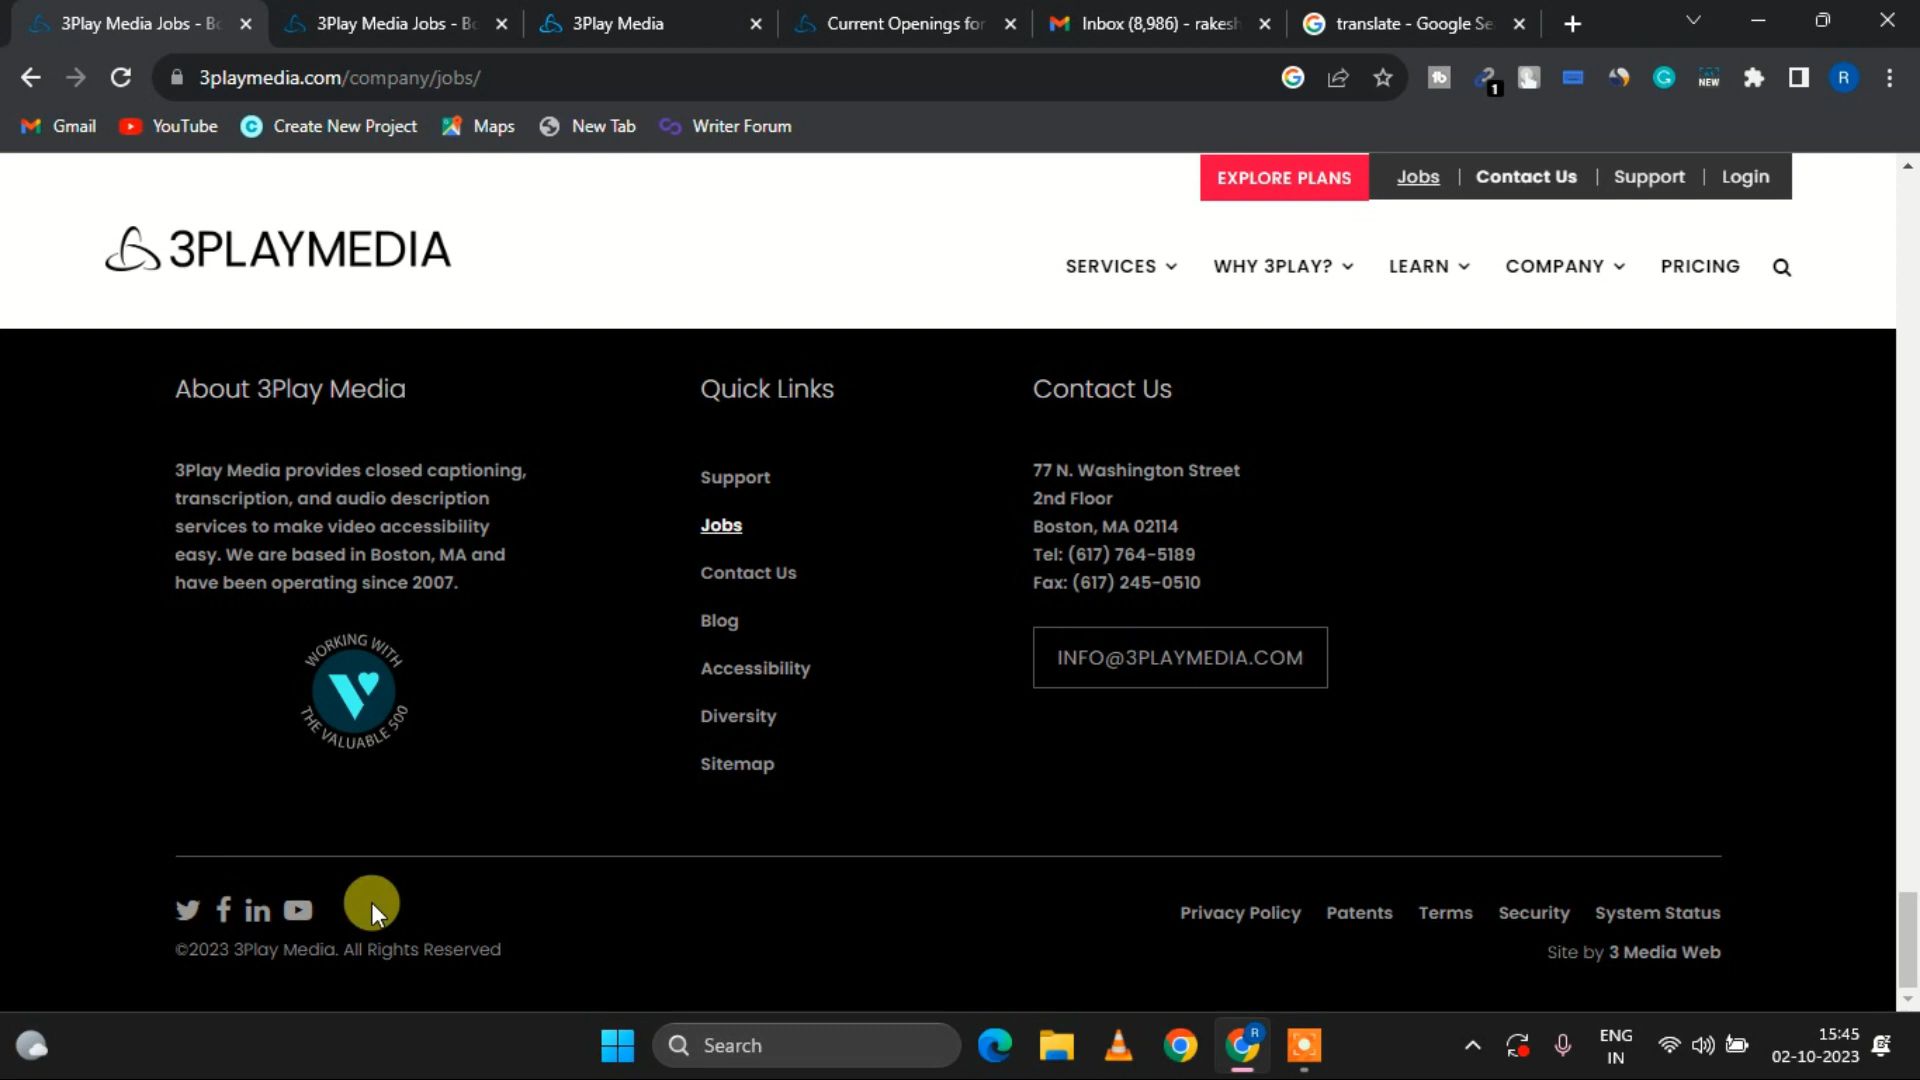 3Play Media Jobs - Bo
3Play Media Jobs - Bo
3Play Media
Current Openings for
Inbox (8,986) - rakesh
translate - Google Se
3playmedia.com/company/jobs/
1
NEW
R
Gmail
YouTube
Create New Project
Maps
New Tab
Writer Forum
EXPLORE PLANS
Jobs | Contact Us | Support | Login
3PLAYMEDIA
SERVICES
WHY 3PLAY?
LEARN
COMPANY
PRICING
About 3Play Media
3Play Media provides closed captioning,
transcription, and audio description
services to make video accessibility
easy. We are based in Boston, MA and
have been operating since 2007.
WORKING WITH
THE VALUABLE 500
Quick Links
Support
Jobs
Contact Us
Blog
Accessibility
Diversity
Sitemap
Contact Us
77 N. Washington Street
2nd Floor
Boston, MA 02114
Tel: (617) 764-5189
Fax: (617) 245-0510
INFO@3PLAYMEDIA.COM
©2023 3Play Media. All Rights Reserved
Privacy Policy
Patents
Terms
Security
System Status
Site by 3 Media Web
Search
R
ENG
IN
15:45
02-10-2023